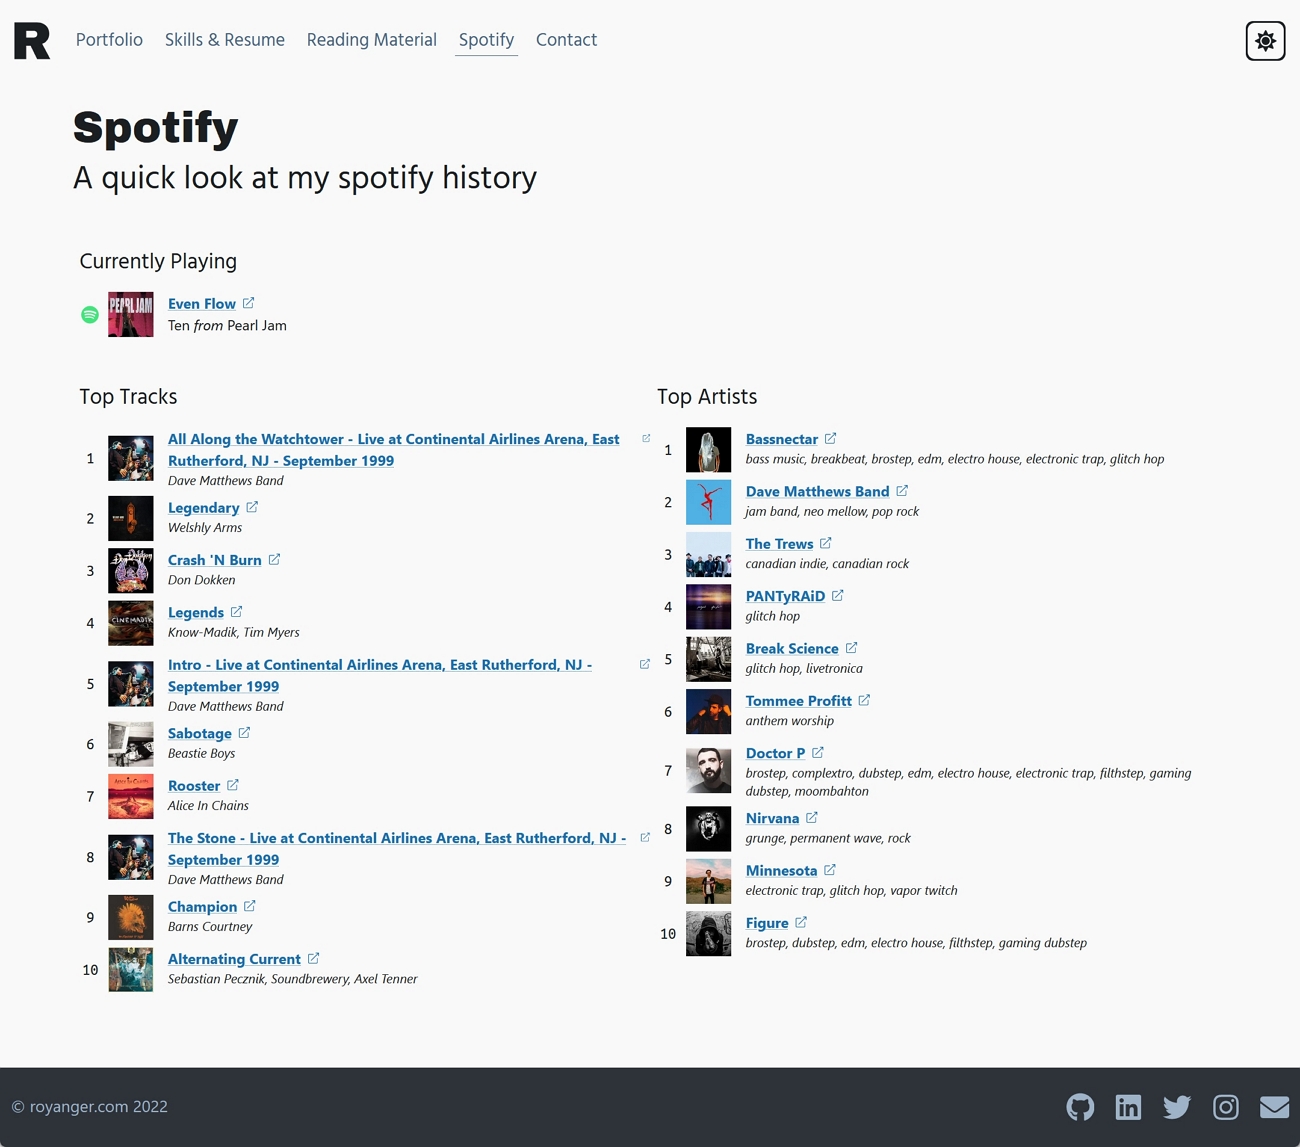 R
Portfolio
Skills & Resume
Reading Material
Spotify
Contact
Spotify
A quick look at my spotify history
Currently Playing
PEARL JAM
Even Flow
Ten from Pearl Jam
Top Tracks
1
All Along the Watchtower - Live at Continental Airlines Arena, East
Rutherford, NJ - September 1999
Dave Matthews Band
2
Legendary
Welshly Arms
3
Crash 'N Burn
Don Dokken
4
CINEMADIK
Legends
Know-Madik, Tim Myers
5
Intro - Live at Continental Airlines Arena, East Rutherford, NJ -
September 1999
Dave Matthews Band
6
Sabotage
Beastie Boys
7
ALICE IN CHAINS
Rooster
Alice In Chains
8
The Stone - Live at Continental Airlines Arena, East Rutherford, NJ -
September 1999
Dave Matthews Band
9
Champion
Barns Courtney
10
Alternating Current
Sebastian Pecznik, Soundbrewery, Axel Tenner
Top Artists
1
Bassnectar
bass music, breakbeat, brostep, edm, electro house, electronic trap, glitch hop
2
Dave Matthews Band
jam band, neo mellow, pop rock
3
The Trews
canadian indie, canadian rock
4
PANTyRAiD
glitch hop
5
Break Science
glitch hop, livetronica
6
Tommee Profitt
anthem worship
7
Doctor P
brostep, complextro, dubstep, edm, electro house, electronic trap, filthstep, gaming
dubstep, moombahton
8
Nirvana
grunge, permanent wave, rock
9
Minnesota
electronic trap, glitch hop, vapor twitch
10
Figure
brostep, dubstep, edm, electro house, filthstep, gaming dubstep
© royanger.com 2022